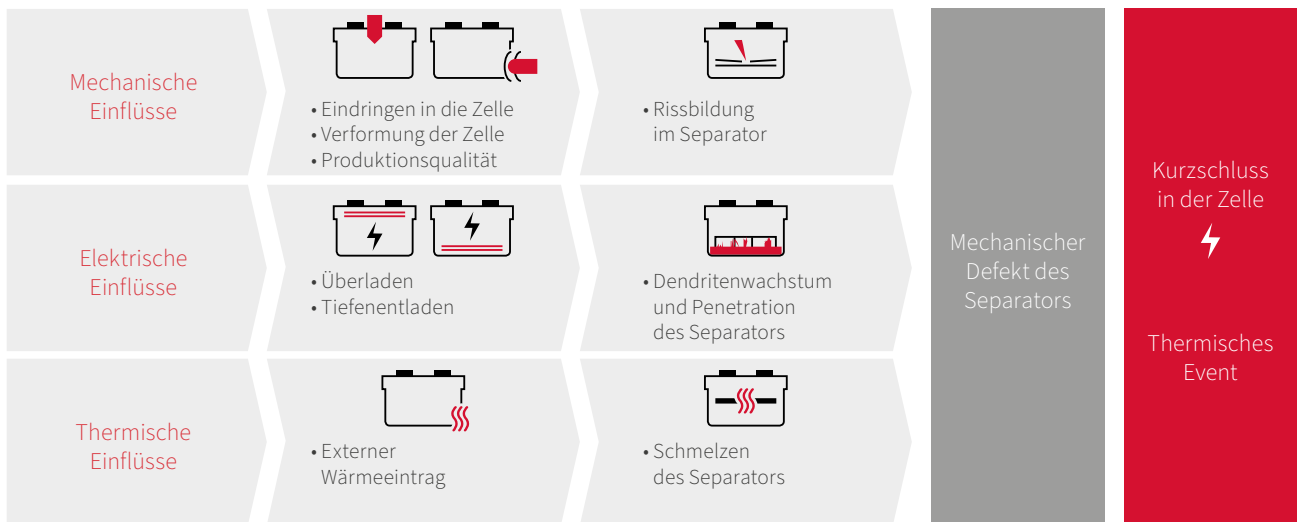 Mechanische
Einflüsse
• Eindringen in die Zelle
• Verformung der Zelle
• Produktionsqualität
• Rissbildung
im Separator
Elektrische
Einflüsse
• Überladen
• Tiefenentladen
• Dendritenwachstum
und Penetration
des Separators
Thermische
Einflüsse
• Externer
Wärmeeintrag
• Schmelzen
des Separators
Mechanischer
Defekt des
Separators
Kurzschluss
in der Zelle
Thermisches
Event